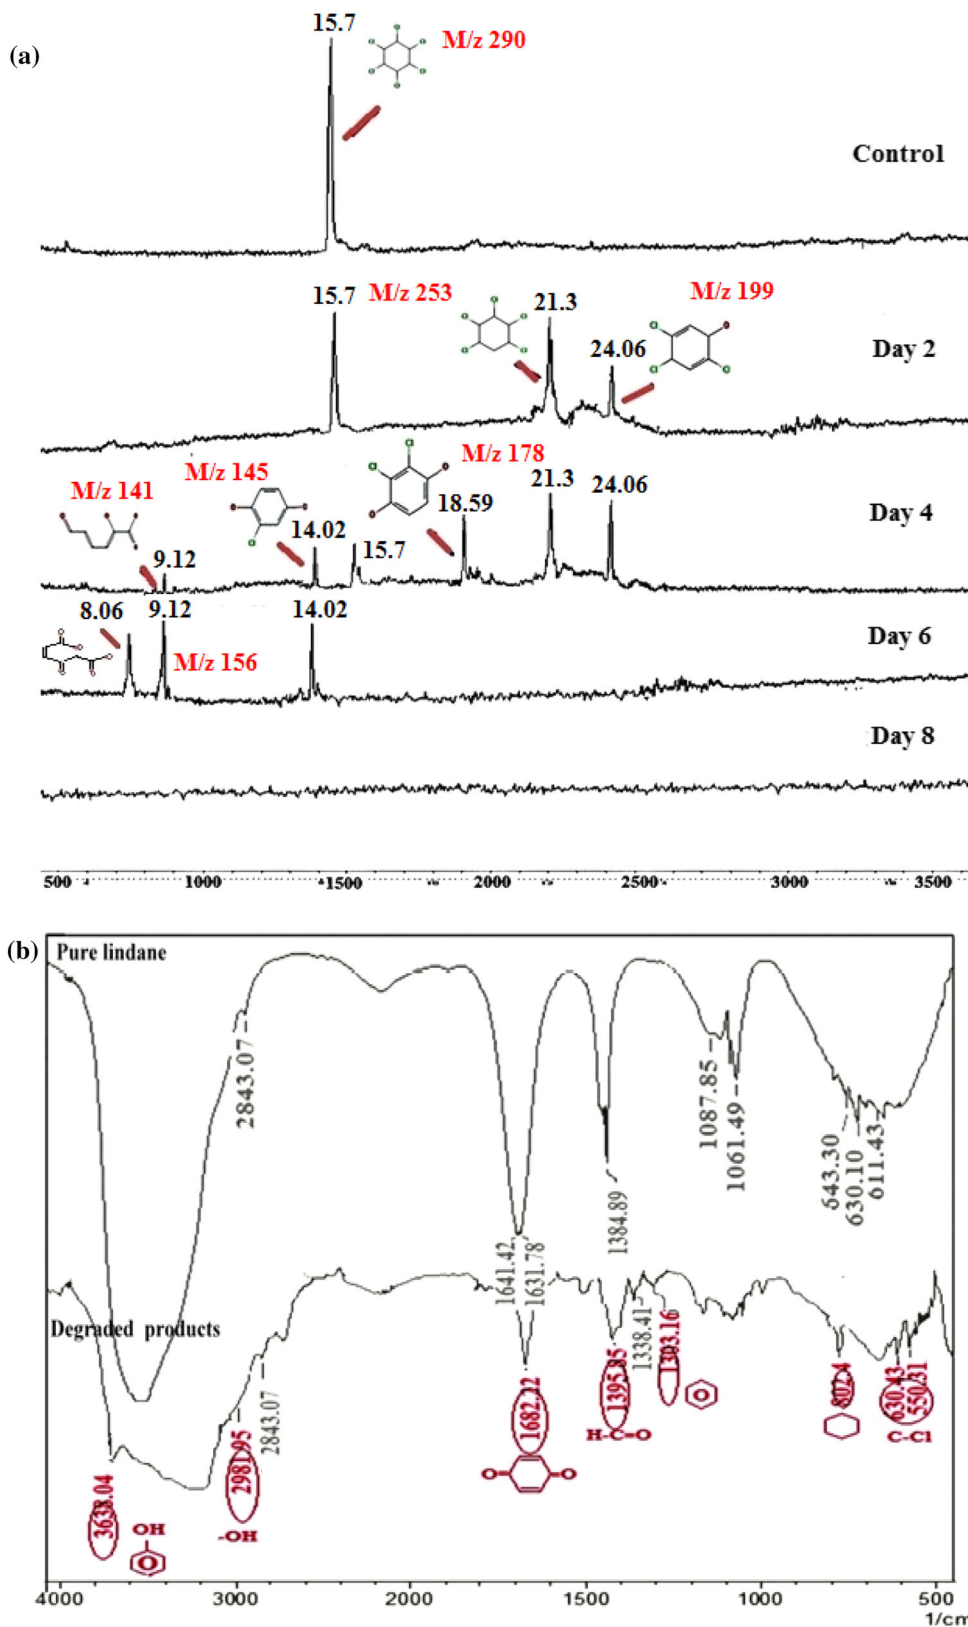 (a)
15.7
M/z 290
Control
15.7
M/z 253
21.3
M/z 199
24.06
Day 2
M/z 141
M/z 145
M/z 178
9.12
14.02
15.7
18.59
21.3
24.06
Day 4
8.06
9.12
14.02
M/z 156
Day 6
Day 8
500 1000 1500 2000 2500 3000 3500
(b)
Pure lindane
2843.07
1641.42
1631.78
1384.89
1087.85
1061.49
643.30
630.10
611.43
Degraded products
3638.04
OH
2981.95
-OH
2843.07
1682.22
O O
1395.85
H-C=O
1338.41
1303.16
802.4
630.43
550.31
C-Cl
4000 3000 2000 1500 1000 500
1/cm